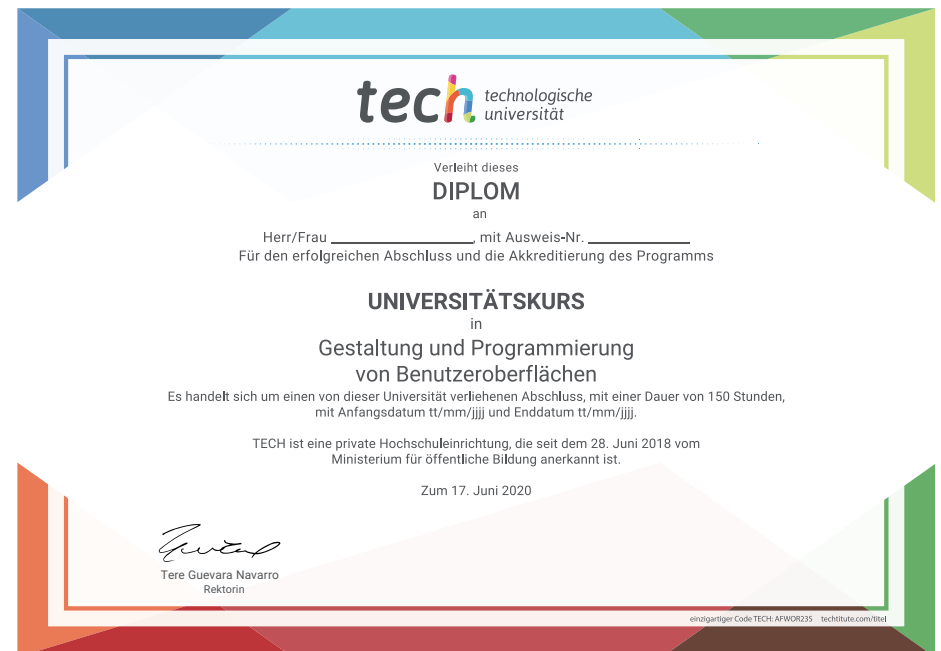 tech technologische
universität
Verleiht dieses
DIPLOM
an
Herr/Frau ____________, mit Ausweis-Nr. ____________
Für den erfolgreichen Abschluss und die Akkreditierung des Programms
UNIVERSITÄTSKURS
in
Gestaltung und Programmierung
von Benutzeroberflächen
Es handelt sich um einen von dieser Universität verliehenen Abschluss, mit einer Dauer von 150 Stunden,
mit Anfangsdatum tt/mm/jjjj und Enddatum tt/mm/jjjj.
TECH ist eine private Hochschuleinrichtung, die seit dem 28. Juni 2018 vom
Ministerium für öffentliche Bildung anerkannt ist.
Zum 17. Juni 2020
Tere Guevara Navarro
Rektorin
einzigartiger Code TECH: AFWOR235 techtitute.com/titel